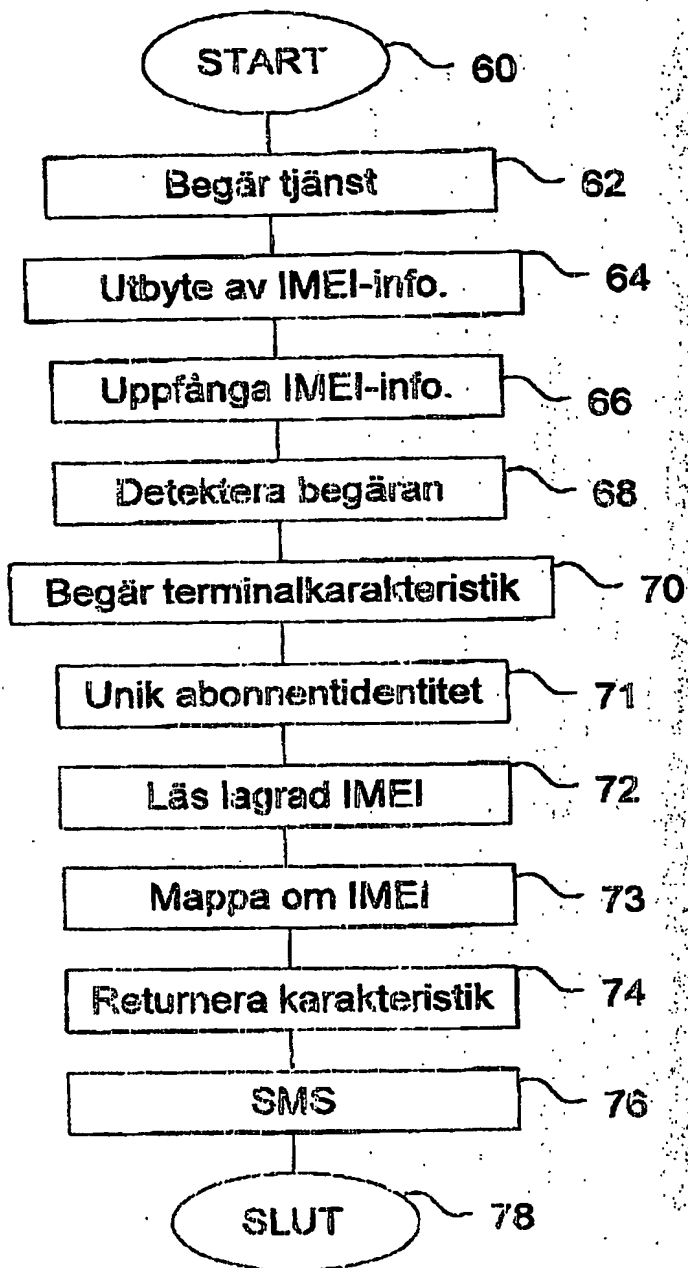 START 60
Begär tjänst 62
Utbyte av IMEI-info. 64
Uppfånga IMEI-info. 66
Detektera begäran 68
Begär terminalkarakteristik 70
Unik abonnentidentitet 71
Läs lagrad IMEI 72
Mappa om IMEI 73
Returnera karakteristik 74
SMS 76
SLUT 78